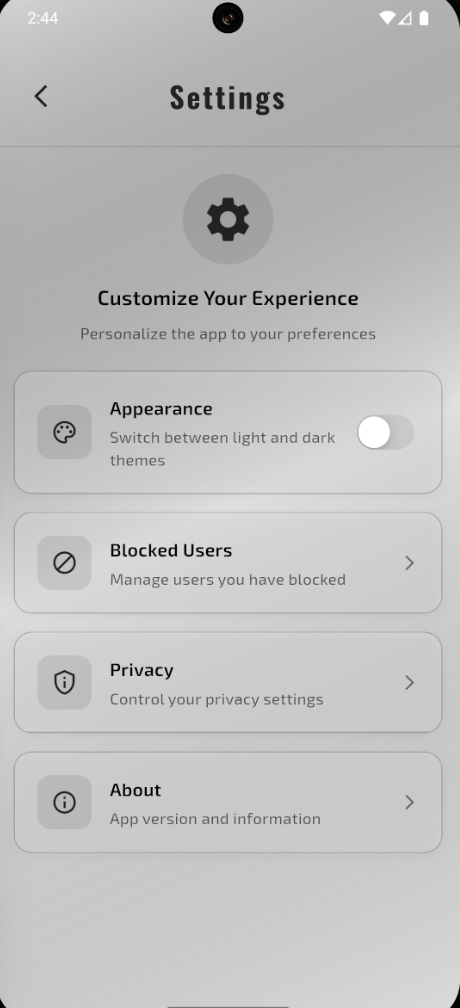 2:44
Settings
Customize Your Experience
Personalize the app to your preferences
Appearance
Switch between light and dark
themes
Blocked Users
Manage users you have blocked
Privacy
Control your privacy settings
About
App version and information